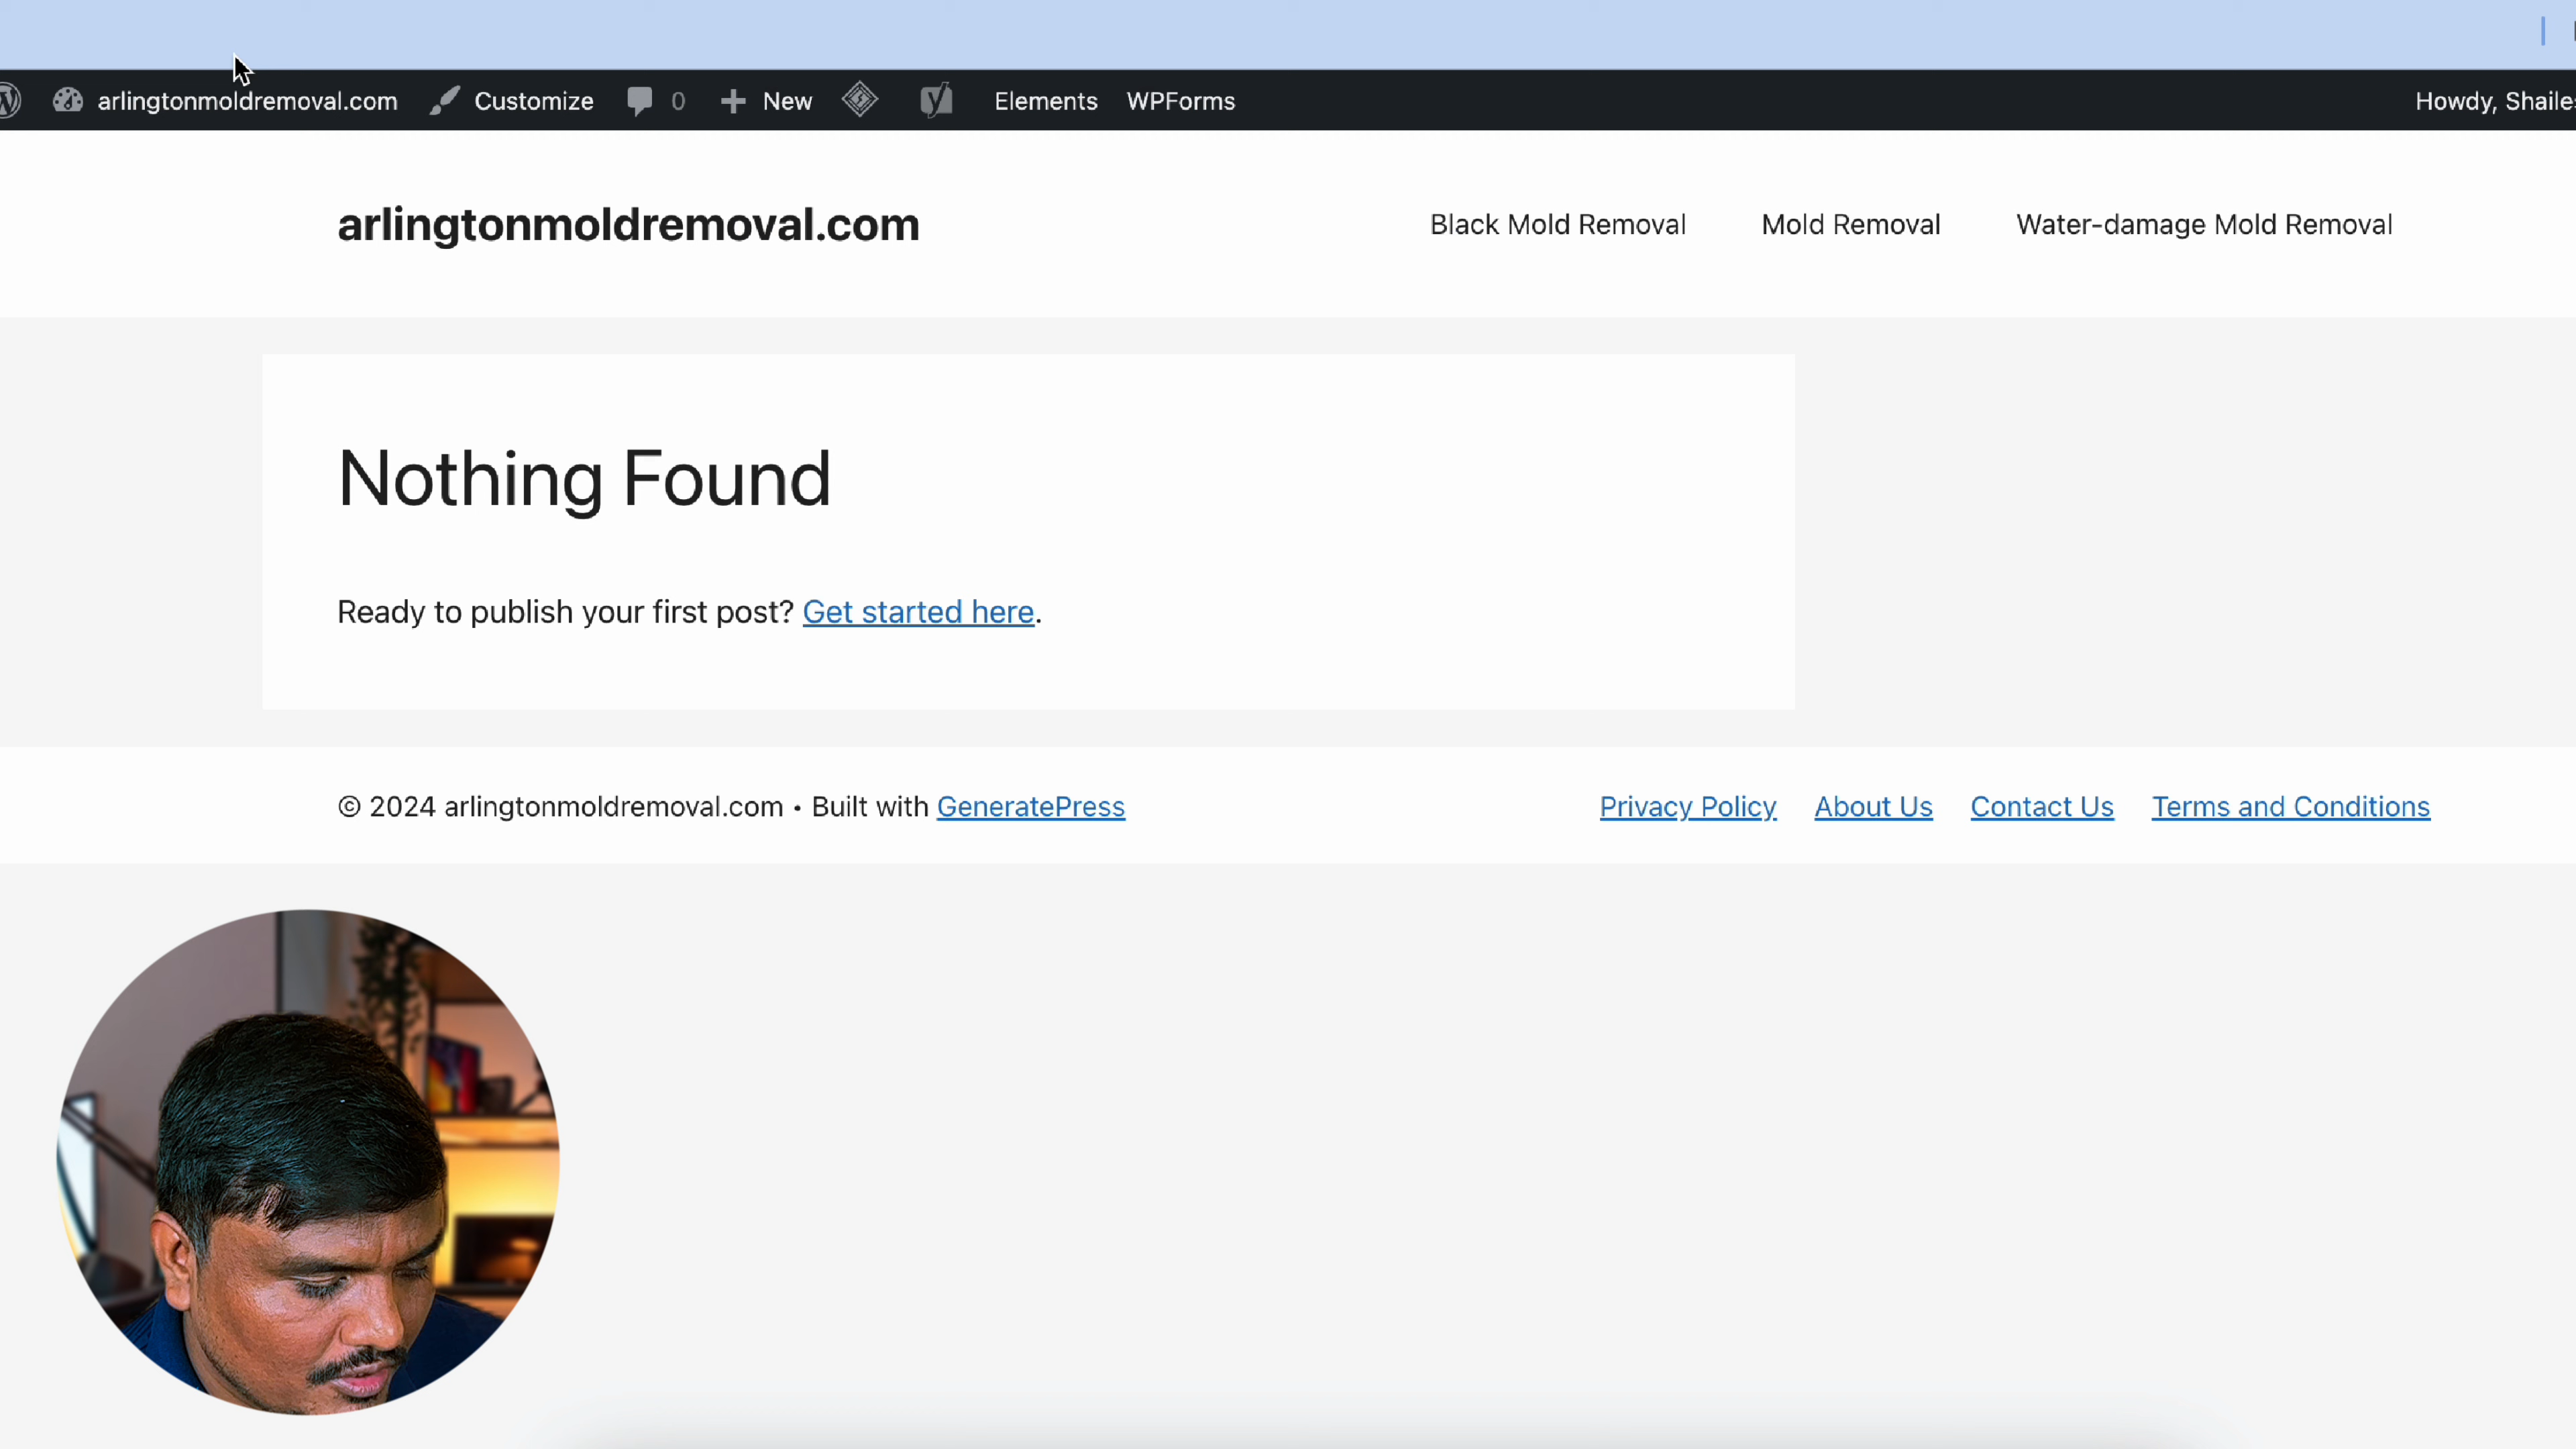 arlingtonmoldremoval.com Customize 0 New Elements WPForms Howdy,
arlingtonmoldremoval.com Black Mold Removal Mold Removal Water-damage Mold Removal
Nothing Found
Ready to publish your first post? Get started here.
© 2024 arlingtonmoldremoval.com • Built with GeneratePress Privacy Policy About Us Contact Us Terms and Conditions